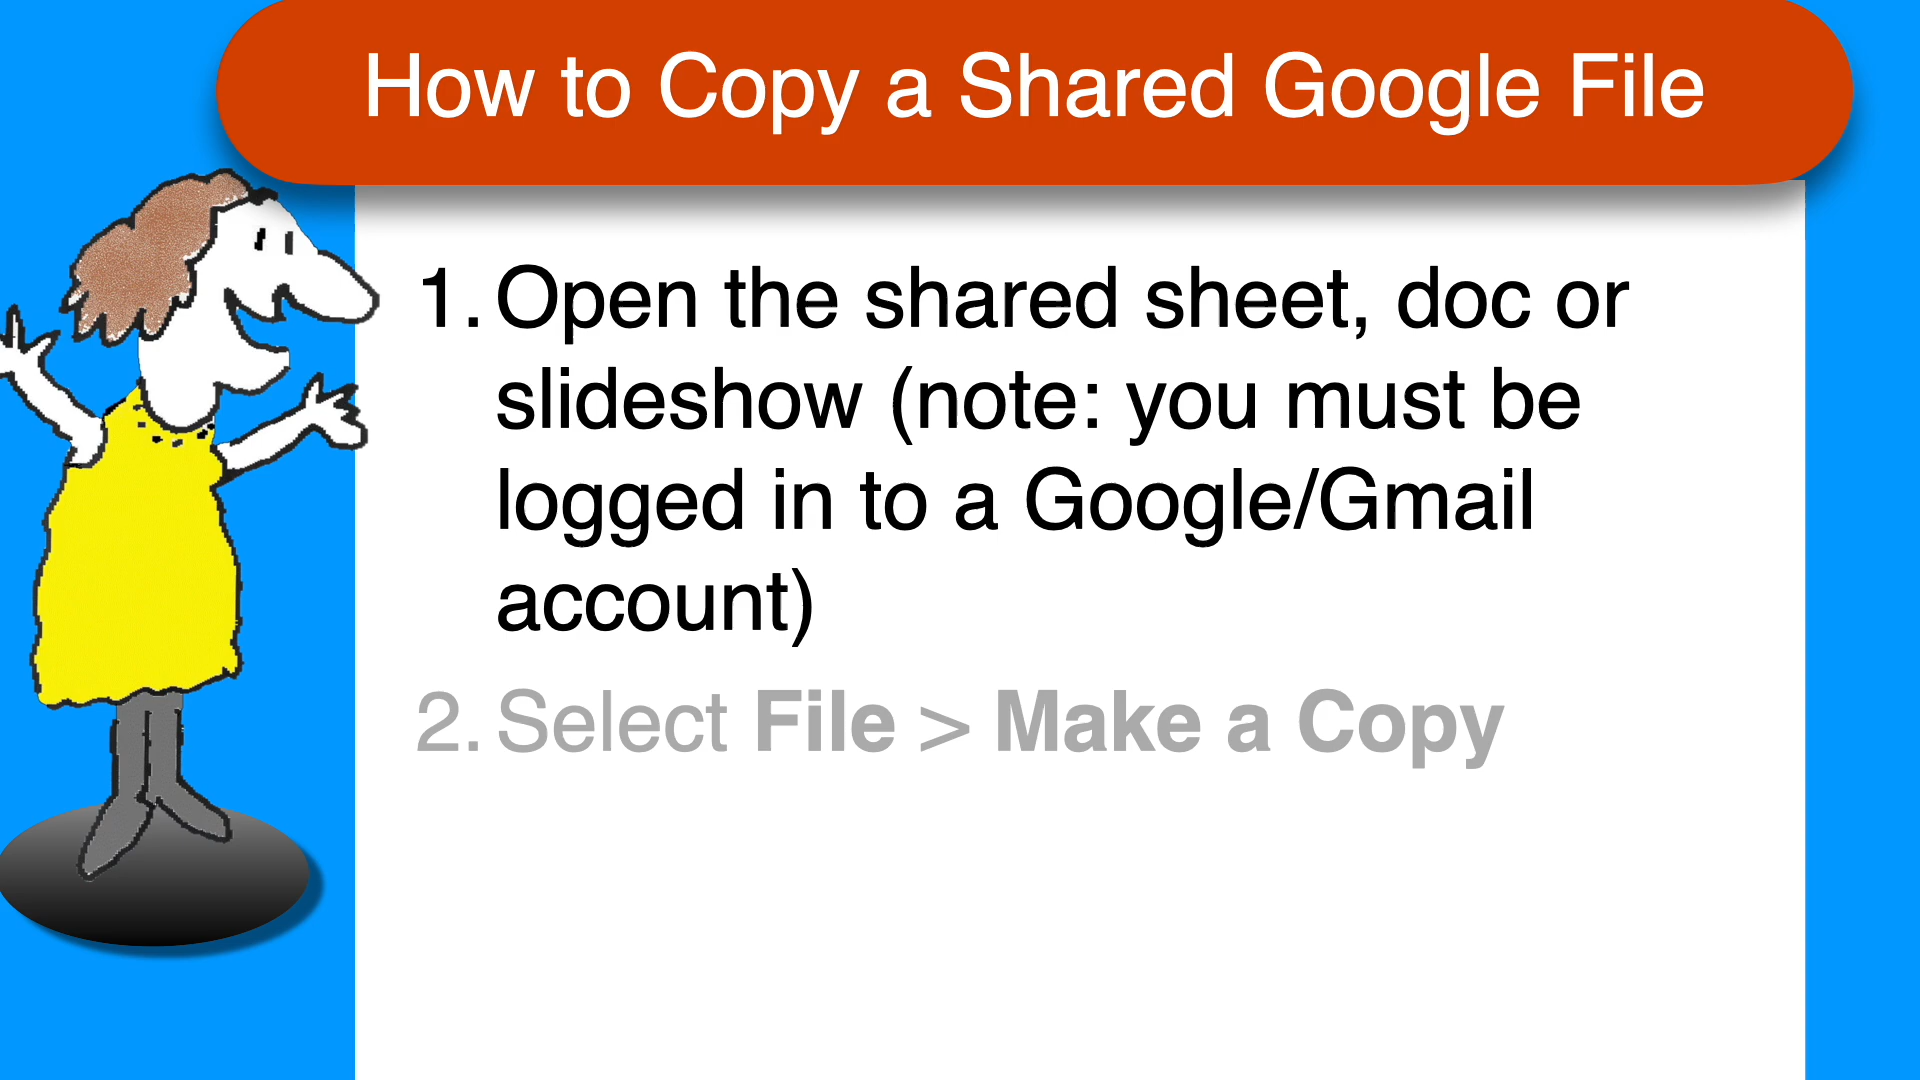 How to Copy a Shared Google File
1. Open the shared sheet, doc or
slideshow (note: you must be
logged in to a Google/Gmail
account)
2. Select File > Make a Copy